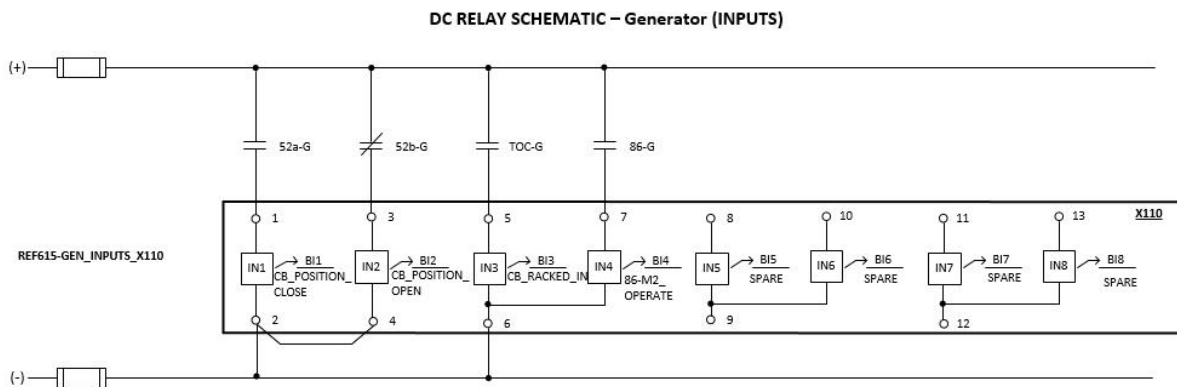 DC RELAY SCHEMATIC – Generator (INPUTS)
(+)
52a-G
52b-G
TOC-G
86-G
1
3
5
7
8
10
11
13
X110
REF615-GEN_INPUTS_X110
IN1
BI1
CB_POSITION_
CLOSE
IN2
BI2
CB_POSITION_
OPEN
IN3
BI3
CB_RACKED_IN
IN4
BI4
86-M2_
OPERATE
IN5
BI5
SPARE
IN6
BI6
SPARE
IN7
BI7
SPARE
IN8
BI8
SPARE
2
4
6
9
12
(-)